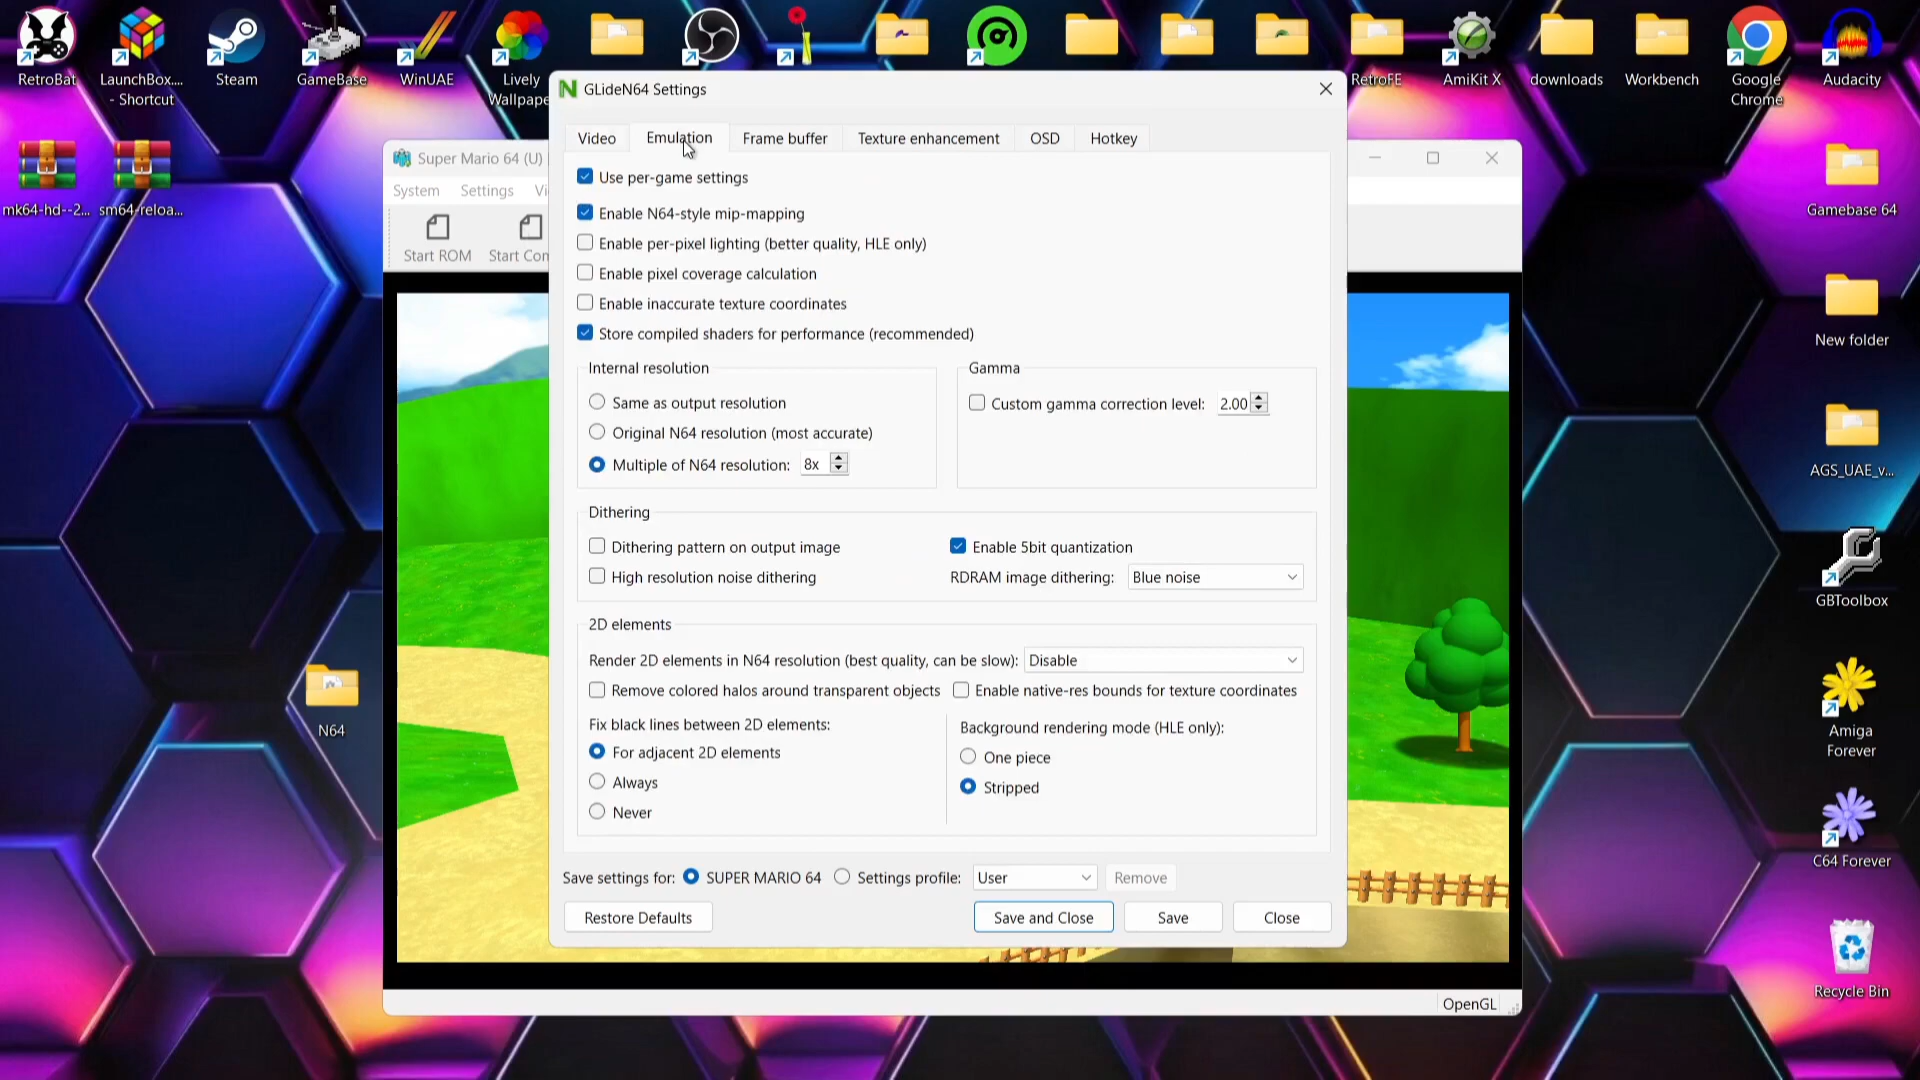 RetroBat
LaunchBox....
- Shortcut
Steam
GameBase
WinUAE
Lively
Wallpape
RetroFE
AmiKit X
downloads
Workbench
Google
Chrome
Audacity
mk64-hd--2...
sm64-reloa...
N64
Gamebase 64
New folder
AGS_UAE_v...
GBToolbox
Amiga
Forever
C64 Forever
Recycle Bin
Super Mario 64 (U)
System Settings Vi
Start ROM Start Con
OpenGL
GLideN64 Settings
Video Emulation Frame buffer Texture enhancement OSD Hotkey
Use per-game settings
Enable N64-style mip-mapping
Enable per-pixel lighting (better quality, HLE only)
Enable pixel coverage calculation
Enable inaccurate texture coordinates
Store compiled shaders for performance (recommended)
Internal resolution
Same as output resolution
Original N64 resolution (most accurate)
Multiple of N64 resolution: 8x
Gamma
Custom gamma correction level: 2.00
Dithering
Dithering pattern on output image
Enable 5bit quantization
High resolution noise dithering
RDRAM image dithering: Blue noise
2D elements
Render 2D elements in N64 resolution (best quality, can be slow): Disable
Remove colored halos around transparent objects
Enable native-res bounds for texture coordinates
Fix black lines between 2D elements:
For adjacent 2D elements
Always
Never
Background rendering mode (HLE only):
One piece
Stripped
Save settings for: SUPER MARIO 64 Settings profile: User Remove
Restore Defaults Save and Close Save Close